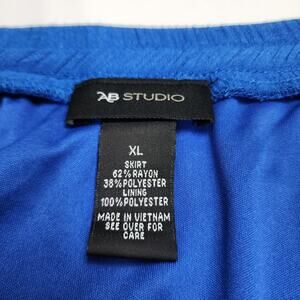 AB STUDIO
XL
SKIRT
62% RAYON
38% POLYESTER
LINING
100% POLYESTER
MADE IN VIETNAM
SEE OVER FOR
CARE